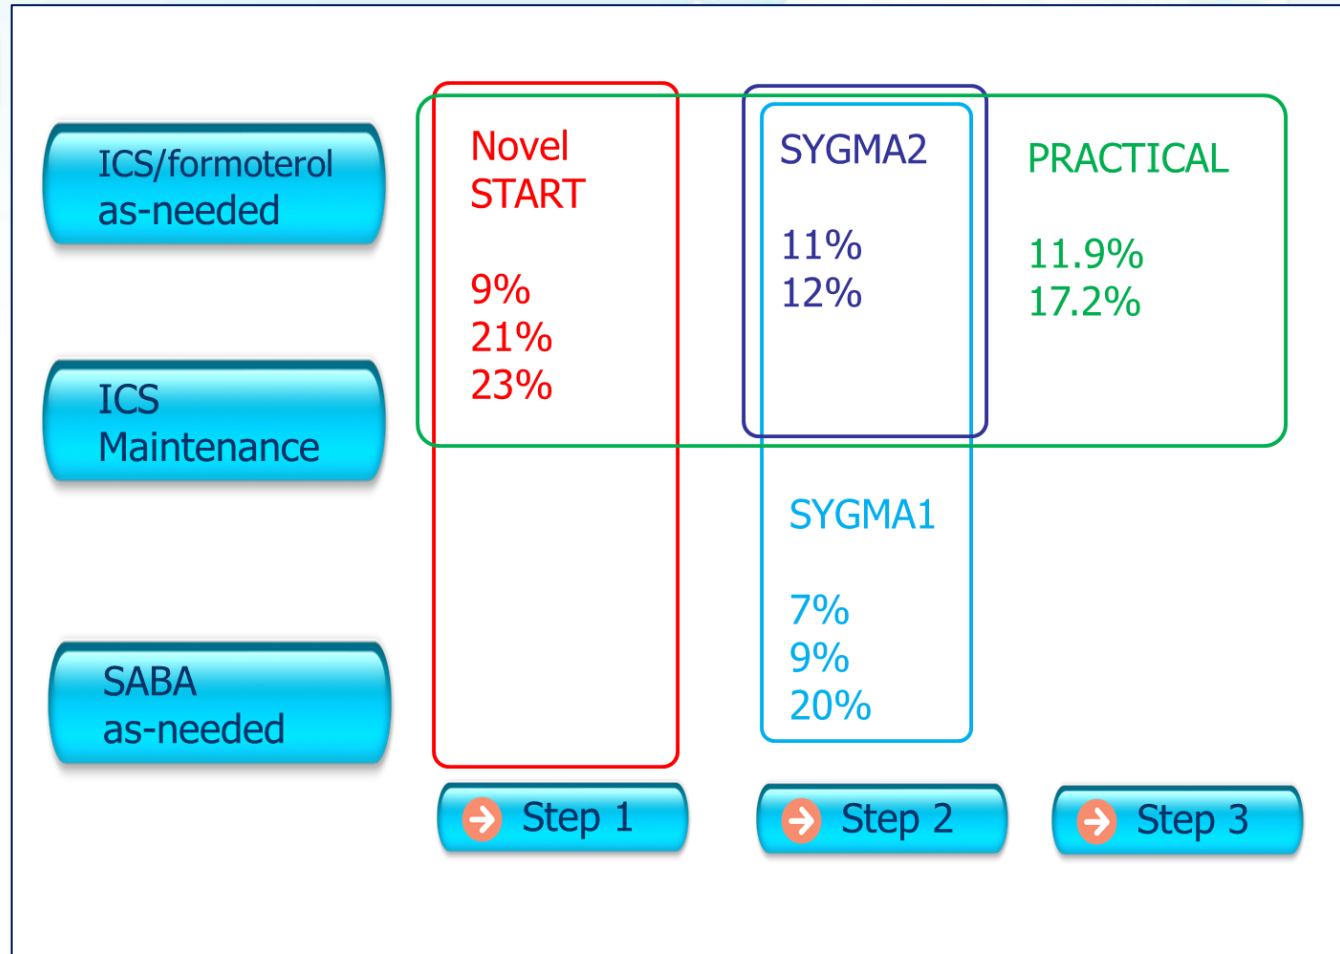 ICS/formoterol
as-needed
Novel
START
9%
21%
23%
SYGMA2
11%
12%
PRACTICAL
11.9%
17.2%
ICS
Maintenance
SYGMA1
7%
9%
20%
SABA
as-needed
Step 1
Step 2
Step 3